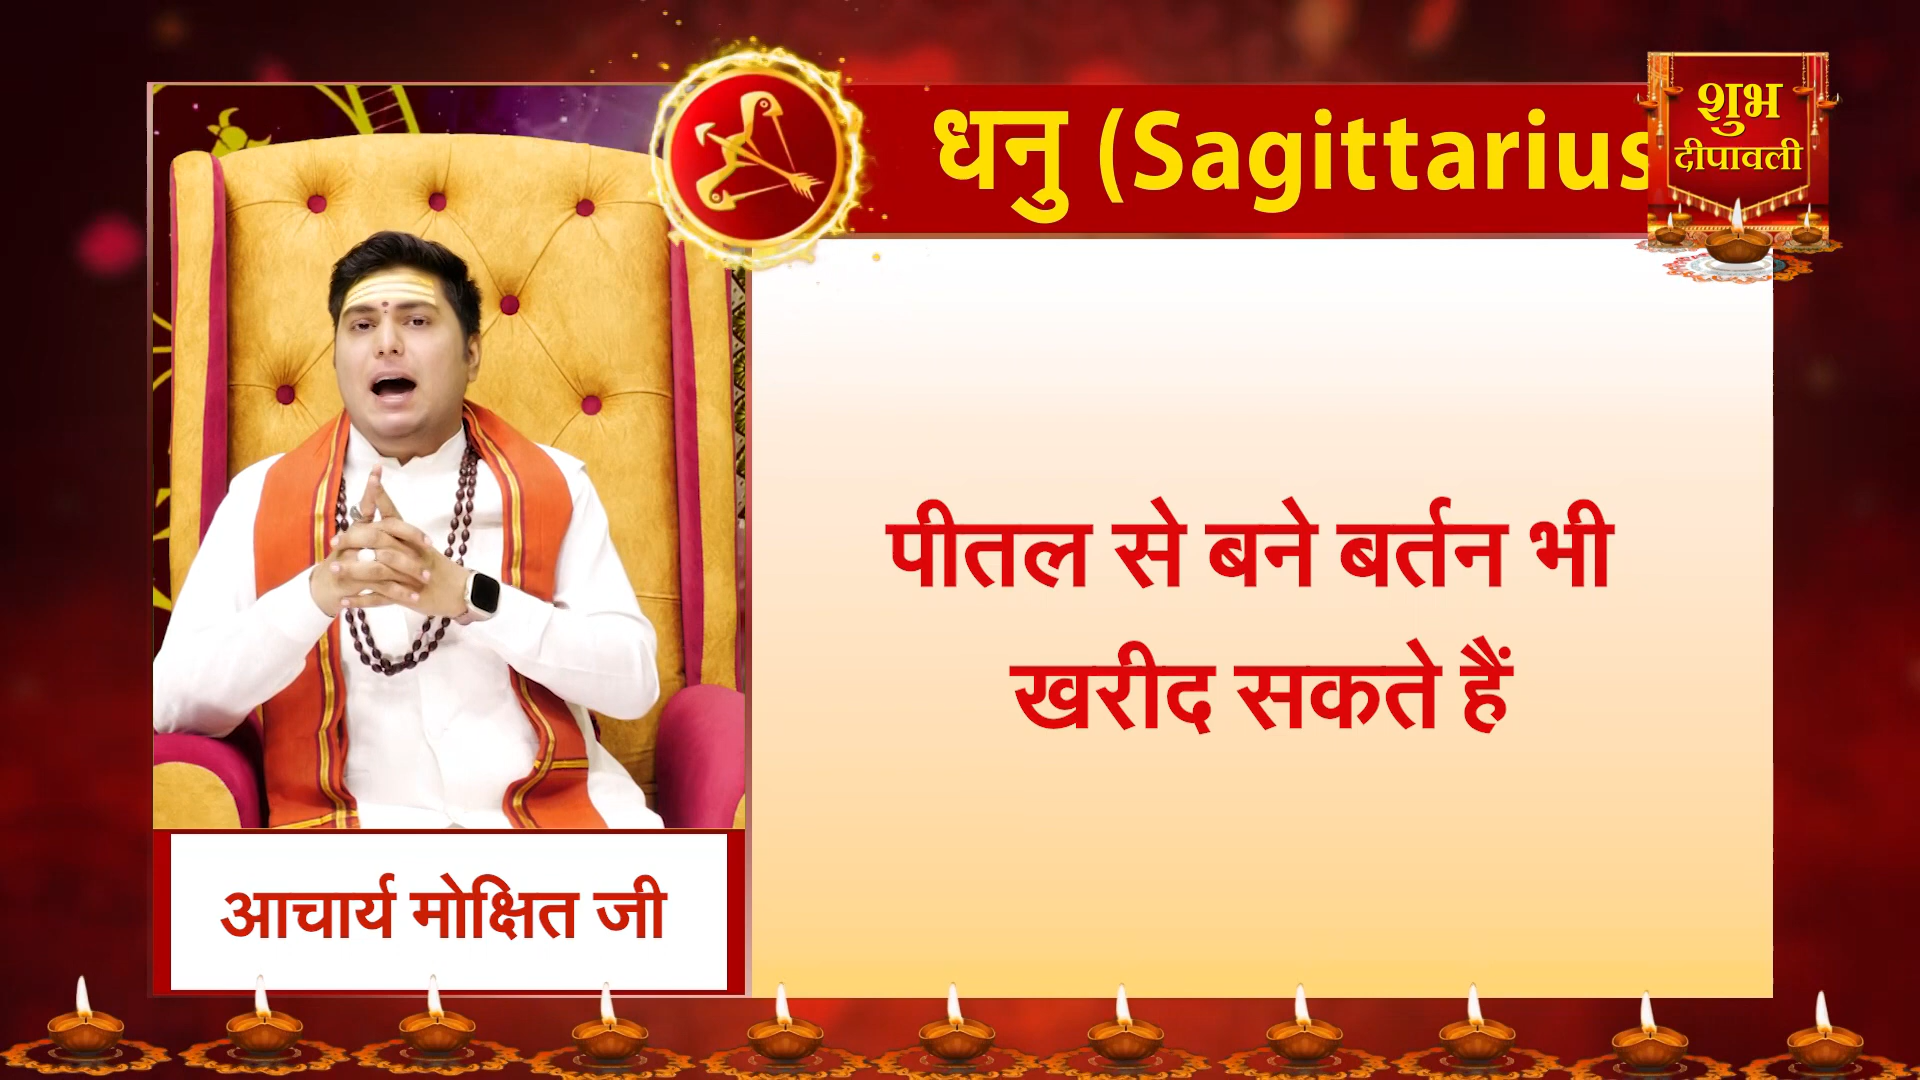 धनु (Sagittarius
शुभ
दीपावली
पीतल से बने बर्तन भी
खरीद सकते हैं
आचार्य मोक्षित जी